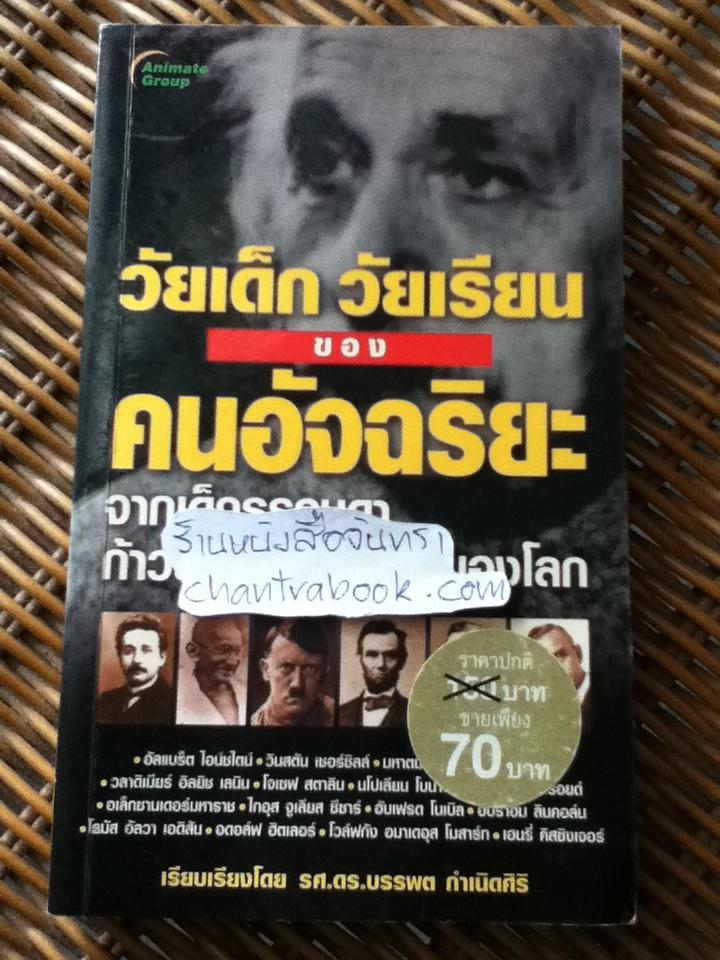 Animate
Group
วัยเด็ก วัยเรียน
ของ
คนอัจฉริยะ
จากเด็กธรรมดา
ร้านหนังสือจันทรา
ก้าว
ของโลก
chantrabook.com
ราคาปกติ
150 บาท
ขายเพียง
70 บาท
• อัลเบร็ต ไอน์ชไตน์ • วินสตัน เชอร์ชิลล์ •
• วลาดิเมียร์ อิลยิช เลนิน • โจเซฟ สตาลิน • นโปเลียน
• อเล็กซานเดอร์มหาราช • ไกอุส จูเลียส ซีซาร์ • อัลเฟรด โนเบิล • อับราฮัม ลินคอล์น
• โธมัส อัลวา เอดิสัน • อดอล์ฟ ฮิตเลอร์ • โวล์ฟกัง อมาเดอุส โมสาร์ท • เฮนรี่ คิสซิงเจอร์
เรียบเรียงโดย รศ.ดร.บรรพต กำเนิดศิริ